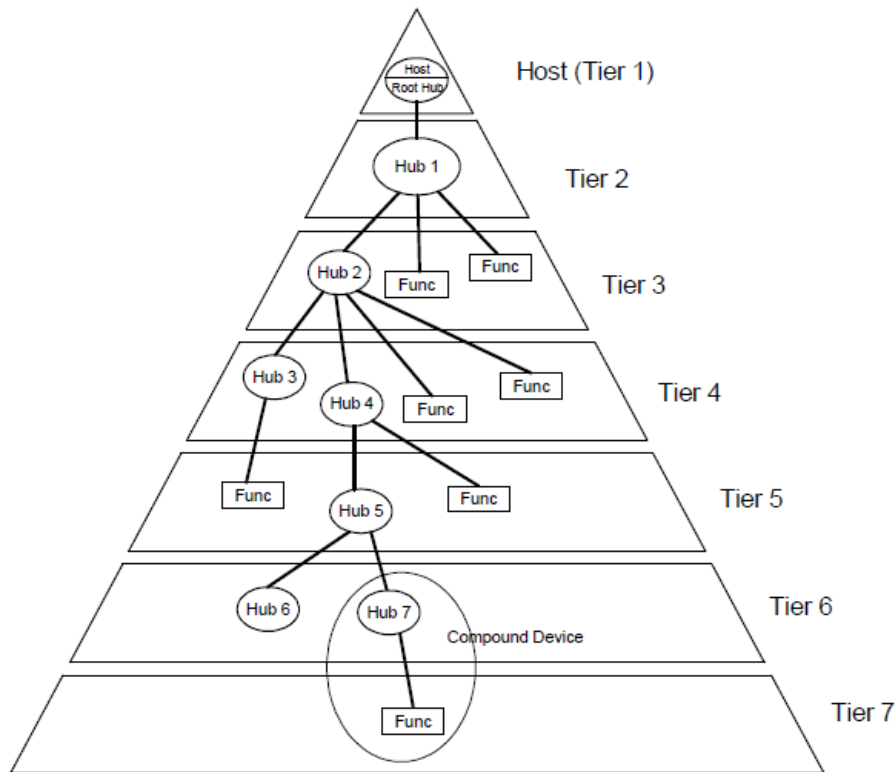 Host
Root Hub
Host (Tier 1)
Hub 1
Tier 2
Hub 2
Func
Func
Tier 3
Hub 3
Hub 4
Func
Func
Tier 4
Func
Hub 5
Func
Tier 5
Hub 6
Hub 7
Compound Device
Tier 6
Func
Tier 7